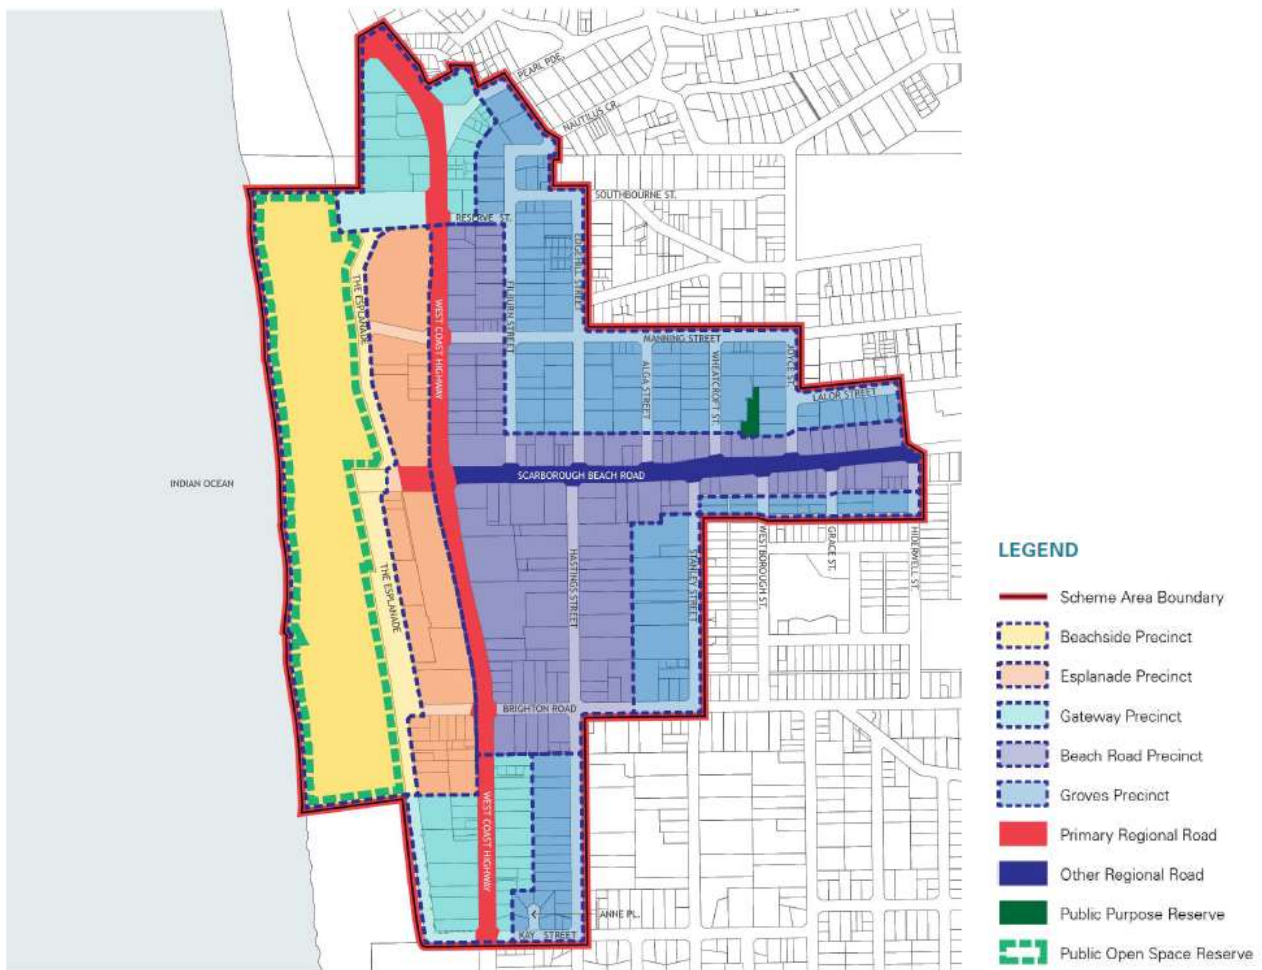 PEARL PDE.
NAUTILUS CR.
SOUTHBOURNE ST.
RESERVE ST.
EDGEHILL STREET
THE ESPLANADE
WEST COAST HIGHWAY
FILBURN STREET
MANNING STREET
ALGA STREET
WHEATCROFT ST.
JOYCE ST.
LALOR STREET
INDIAN OCEAN
SCARBOROUGH BEACH ROAD
THE ESPLANADE
HASTINGS STREET
STANLEY STREET
WESTBOROUGH ST.
GRACE ST.
HIDERWELL ST.
BRIGHTON ROAD
WEST COAST HIGHWAY
ANNE PL.
KAY STREET
LEGEND
Scheme Area Boundary
Beachside Precinct
Esplanade Precinct
Gateway Precinct
Beach Road Precinct
Groves Precinct
Primary Regional Road
Other Regional Road
Public Purpose Reserve
Public Open Space Reserve